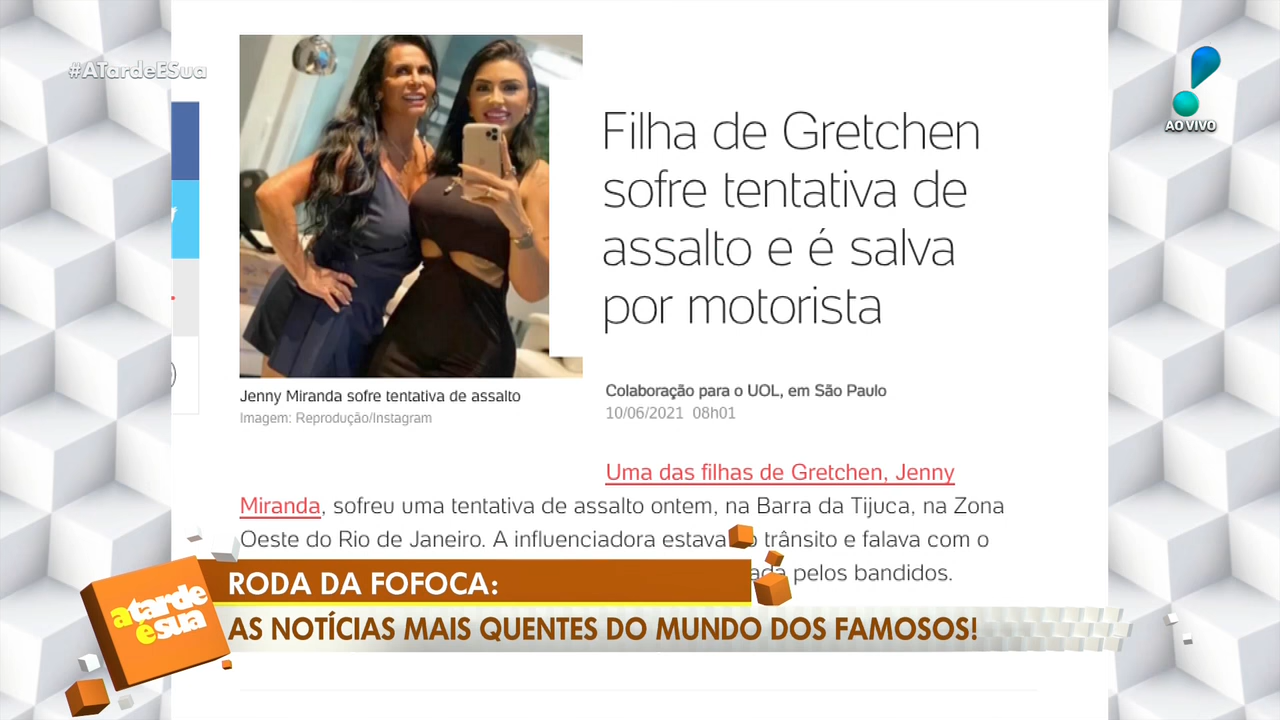 #ATardeESua
AO VIVO
Filha de Gretchen
sofre tentativa de
assalto e é salva
por motorista
Jenny Miranda sofre tentativa de assalto
Imagem: Reprodução/Instagram
Colaboração para o UOL, em São Paulo
10/06/2021 08h01
Uma das filhas de Gretchen, Jenny
Miranda, sofreu uma tentativa de assalto ontem, na Barra da Tijuca, na Zona
Oeste do Rio de Janeiro. A influenciadora estava trânsito e falava com o
pelos bandidos.
RODA DA FOFOCA:
a tarde
é sua
AS NOTÍCIAS MAIS QUENTES DO MUNDO DOS FAMOSOS!